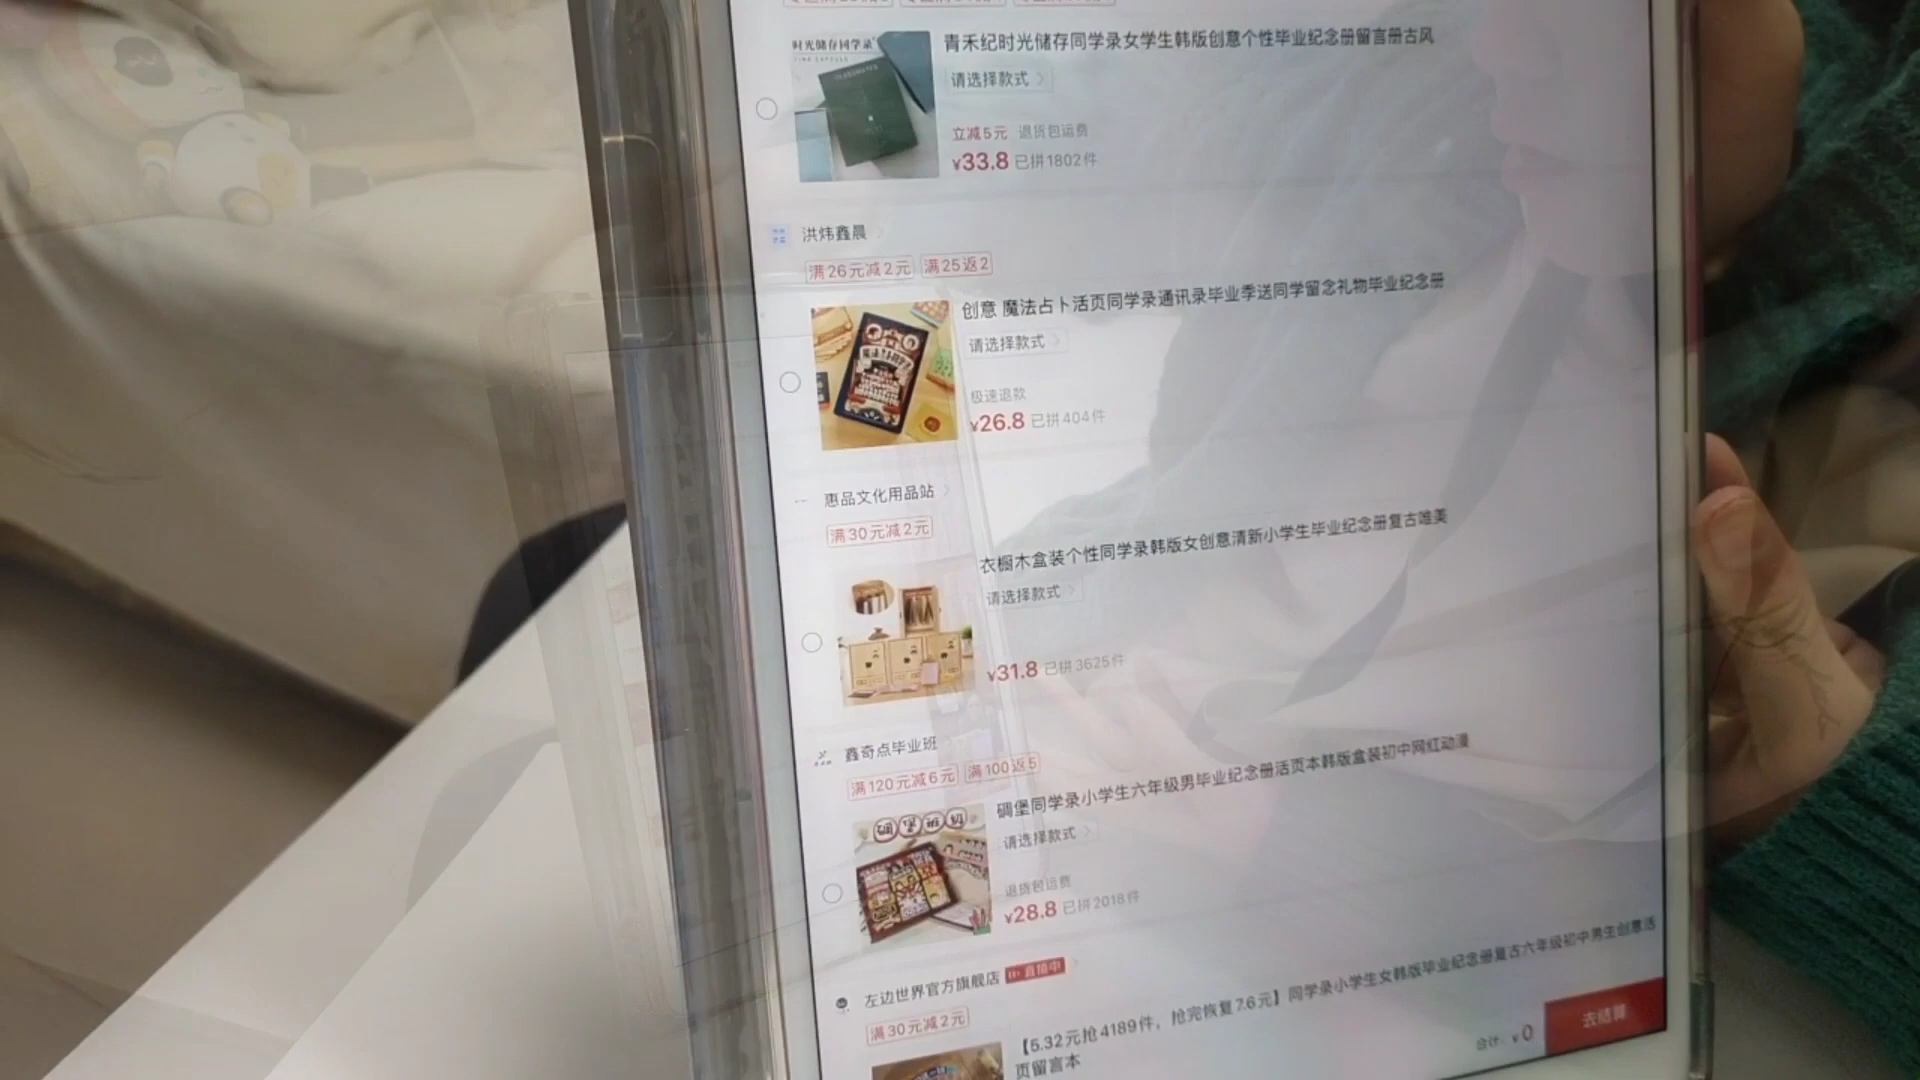 时光储存同学录
青禾纪时光储存同学录女学生韩版创意个性毕业纪念册留言册古风
请选择款式
立减5元 退货包运费
¥33.8 已拼1802件
洪炜鑫晨
满26元减2元 满25返2
创意 魔法占卜活页同学录通讯录毕业季送同学留念礼物毕业纪念册
请选择款式
极速退款
¥26.8 已拼404件
惠品文化用品站
满30元减2元
衣橱木盒装个性同学录韩版女创意清新小学生毕业纪念册复古唯美
请选择款式
¥31.8 已拼3625件
鑫奇点毕业班
满120元减6元 满100返5
碉堡班级
碉堡同学录小学生六年级男毕业纪念册活页本韩版盒装初中网红动漫
请选择款式
退货包运费
¥28.8 已拼2018件
左边世界官方旗舰店 直播中
满30元减2元
【6.32元抢4189件，抢完恢复7.6元】同学录小学生女韩版毕业纪念册复古六年级初中男生创意活
页留言本
合计：¥0
去结算